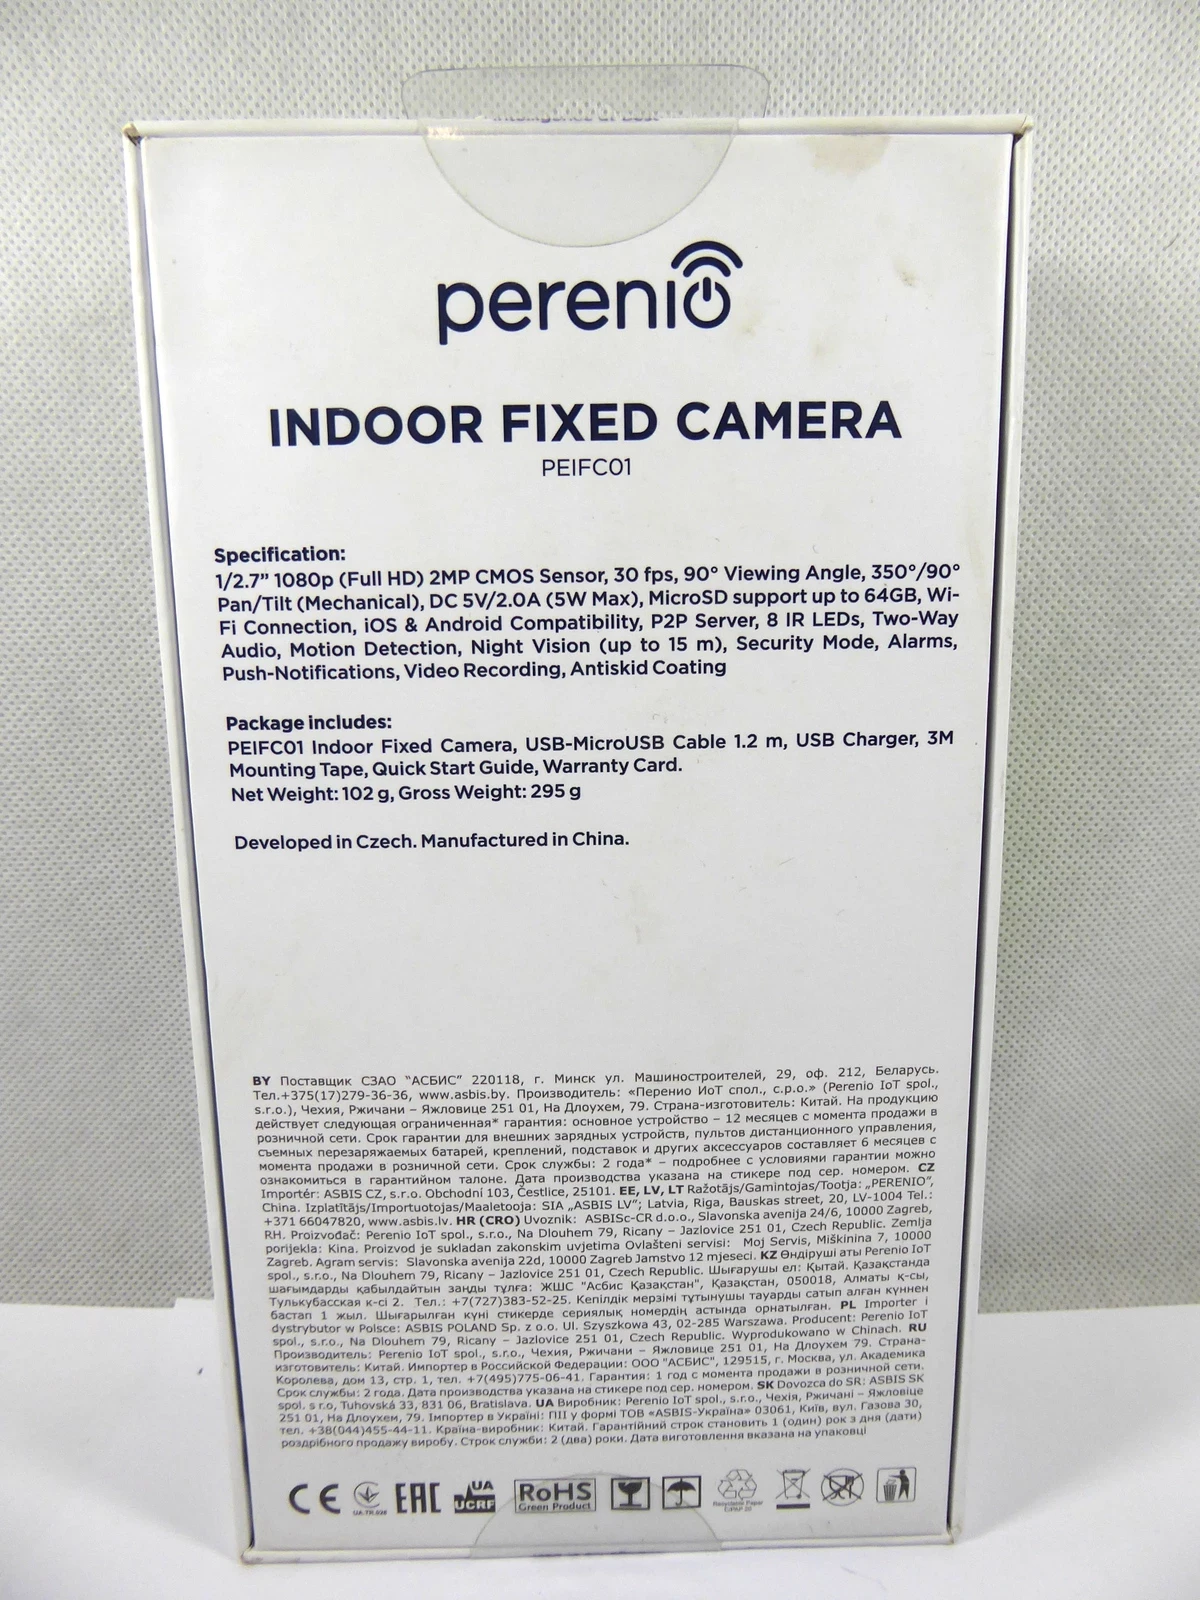 perenio
INDOOR FIXED CAMERA
PEIFC01
Specification:
1/2.7” 1080p (Full HD) 2MP CMOS Sensor, 30 fps, 90° Viewing Angle, 350°/90°
Pan/Tilt (Mechanical), DC 5V/2.0A (5W Max), MicroSD support up to 64GB, Wi-
Fi Connection, iOS & Android Compatibility, P2P Server, 8 IR LEDs, Two-Way
Audio, Motion Detection, Night Vision (up to 15 m), Security Mode, Alarms,
Push-Notifications, Video Recording, Antiskid Coating
Package includes:
PEIFC01 Indoor Fixed Camera, USB-MicroUSB Cable 1.2 m, USB Charger, 3M
Mounting Tape, Quick Start Guide, Warranty Card.
Net Weight: 102 g, Gross Weight: 295 g
Developed in Czech. Manufactured in China.
BY Поставщик СЗАО “АСБИС” 220118, г. Минск ул. Машиностроителей, 29, оф. 212, Беларусь.
Тел.+375(17)279-36-36, www.asbis.by. Производитель: «Перенио ИоТ спол., с.р.о.» (Perenio IoT spol.,
s.r.o.), Чехия, Ржичани – Яжловице 251 01, На Длоухем, 79. Страна-изготовитель: Китай. На продукцию
действует следующая ограниченная* гарантия: основное устройство – 12 месяцев с момента продажи в
розничной сети. Срок гарантии для внешних зарядных устройств, пультов дистанционного управления,
съемных перезаряжаемых батарей, креплений, подставок и других аксессуаров составляет 6 месяцев с
момента продажи в розничной сети. Срок службы: 2 года* – подробнее с условиями гарантии можно
ознакомиться в гарантийном талоне. Дата производства указана на стикере под сер. номером. CZ
Importér: ASBIS CZ, s.r.o. Obchodní 103, Čestlice, 25101. EE, LV, LT Ražotājs/Gamintojas/Tootja: „PERENIO”,
China. Izplatītājs/Importuotojas/Maaletooja: SIA „ASBIS LV”; Latvia, Riga, Bauskas street, 20, LV-1004 Tel.:
+371 66047820, www.asbis.lv. HR (CRO) Uvoznik: ASBISc-CR d.o.o., Slavonska avenija 24/6, 10000 Zagreb,
RH. Proizvođač: Perenio IoT spol., s.r.o., Na Dlouhem 79, Ricany – Jazlovice 251 01, Czech Republic. Zemlja
porijekla: Kina. Proizvod je sukladan zakonskim uvjetima Ovlašteni servisi: Moj Servis, Miškinina 7, 10000
Zagreb. Agram servis: Slavonska avenija 22d, 10000 Zagreb Jamstvo 12 mjeseci. KZ Өндіруші аты Perenio IoT
spol., s.r.o., Na Dlouhem 79, Ricany – Jazlovice 251 01, Czech Republic. Шығарушы ел: Қытай. Қазақстанда
шағымдарды қабылдайтын заңды тұлға: ЖШС "Асбис Қазақстан", Қазақстан, 050018, Алматы қ-сы,
Тулькубасская к-сі 2. Тел.: +7(727)383-52-25. Кепілдік мерзімі тұтынушы тауарды сатып алған күннен
бастап 1 жыл. Шығарылған күні стикерде сериялық номердің астында орнатылған. PL Importer i
dystrybutor w Polsce: ASBIS POLAND Sp. z o.o. Ul. Szyszkowa 43, 02-285 Warszawa. Producent: Perenio IoT
spol., s.r.o., Na Dlouhem 79, Ricany – Jazlovice 251 01, Czech Republic. Wyprodukowano w Chinach. RU
Производитель: Perenio IoT spol., s.r.o., Чехия, Ржичани – Яжловице 251 01, На Длоухем 79. Страна-
изготовитель: Китай. Импортер в Российской Федерации: ООО "АСБИС", 129515, г. Москва, ул. Академика
Королева, дом 13, стр. 1, тел. +7(495)775-06-41. Гарантия: 1 год с момента продажи в розничной сети.
Срок службы: 2 года. Дата производства указана на стикере под сер. номером. SK Dovozca do SR: ASBIS SK
spol. s r.o, Tuhovská 33, 831 06, Bratislava. UA Виробник: Perenio IoT spol., s.r.o., Чехія, Ржичані – Яжловіце
251 01, На Длоухем, 79. Імпортер в Україні: ПІІ у формі ТОВ «ASBIS-Україна» 03061, Київ, вул. Газова 30,
тел. +38(044)455-44-11. Країна-виробник: Китай. Гарантійний строк становить 1 (один) рок з дня (дати)
роздрібного продажу виробу. Строк служби: 2 (два) роки. Дата виготовлення вказана на упаковці
CE UA.TR.028 EAC UA UCRF RoHS Green Product Recyclable Paper C/PAP 20